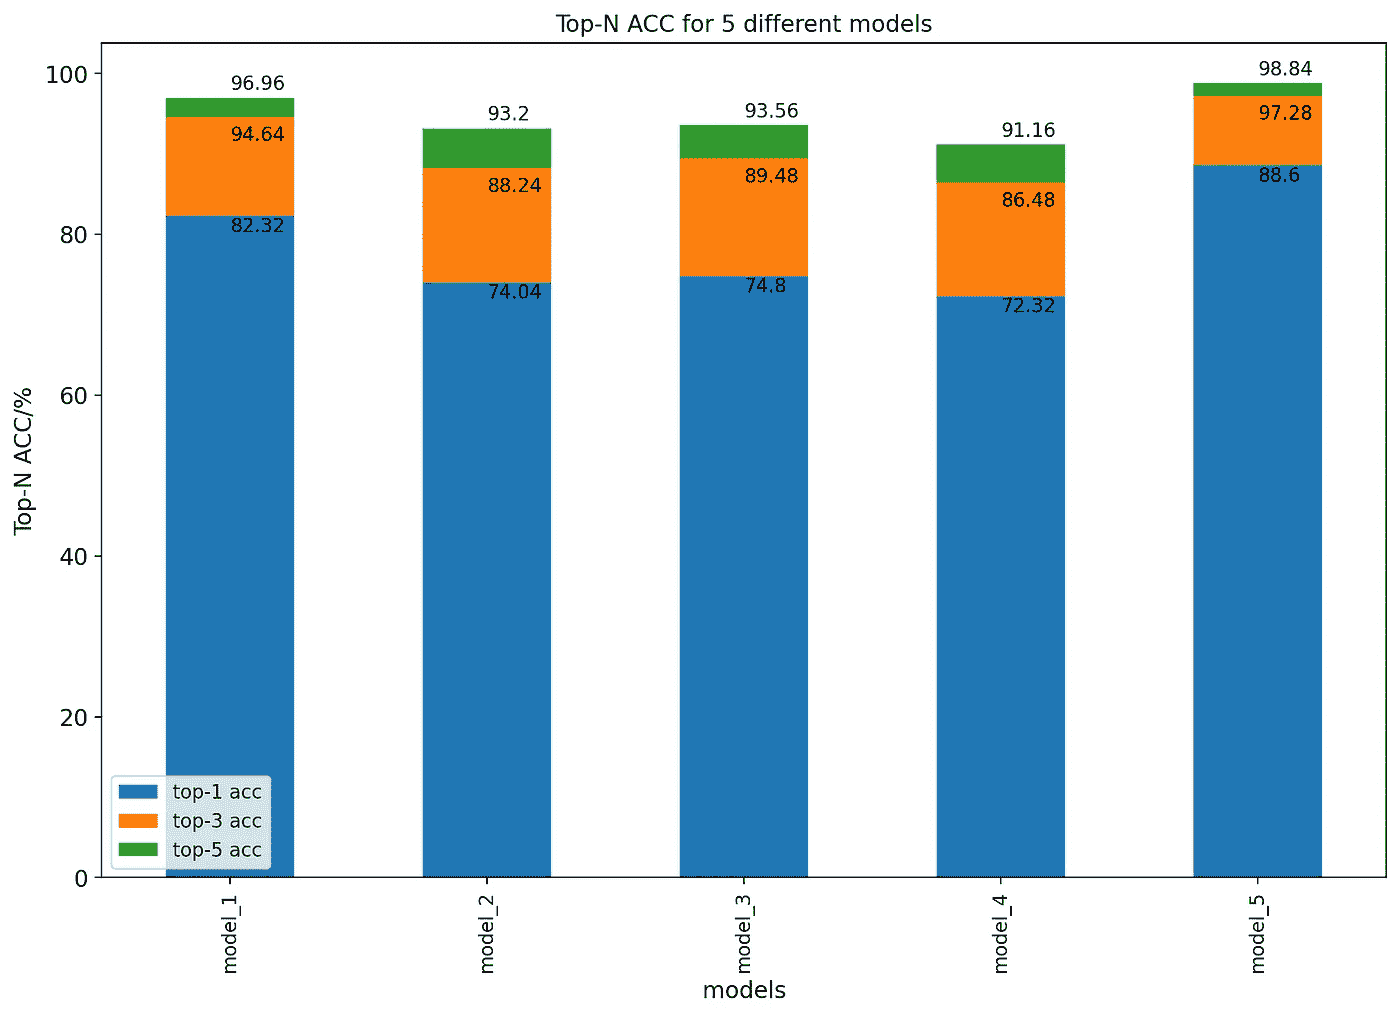 Top-N ACC for 5 different models
Top-N ACC/%
100
80
60
40
20
0
96.96
94.64
82.32
93.2
88.24
74.04
93.56
89.48
74.8
91.16
86.48
72.32
98.84
97.28
88.6
top-1 acc
top-3 acc
top-5 acc
model_1
model_2
model_3
model_4
model_5
models